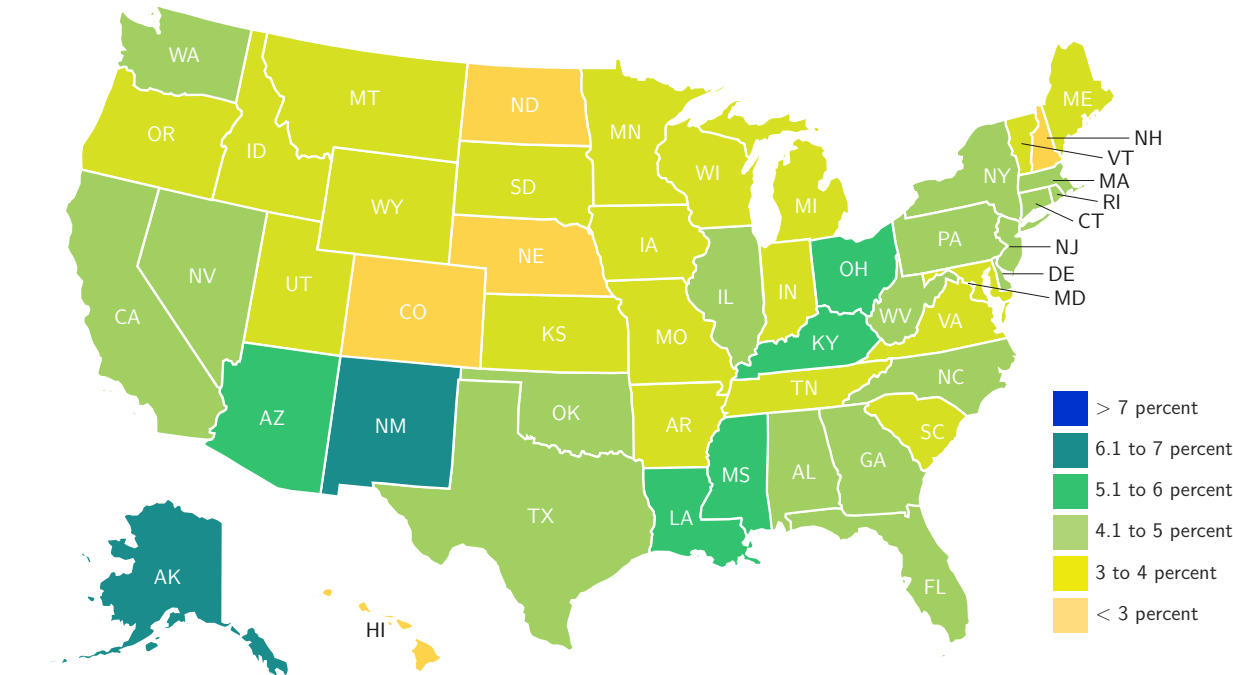 WA
MT
ND
ME
OR
ID
MN
NH
VT
SD
WI
NY
MA
WY
MI
RI
CT
IA
PA
NJ
NE
OH
DE
NV
UT
IL
IN
MD
CA
CO
WV
VA
KS
MO
KY
NC
TN
AZ
NM
OK
AR
SC
> 7 percent
GA
6.1 to 7 percent
MS
AL
5.1 to 6 percent
TX
LA
4.1 to 5 percent
AK
FL
3 to 4 percent
HI
< 3 percent